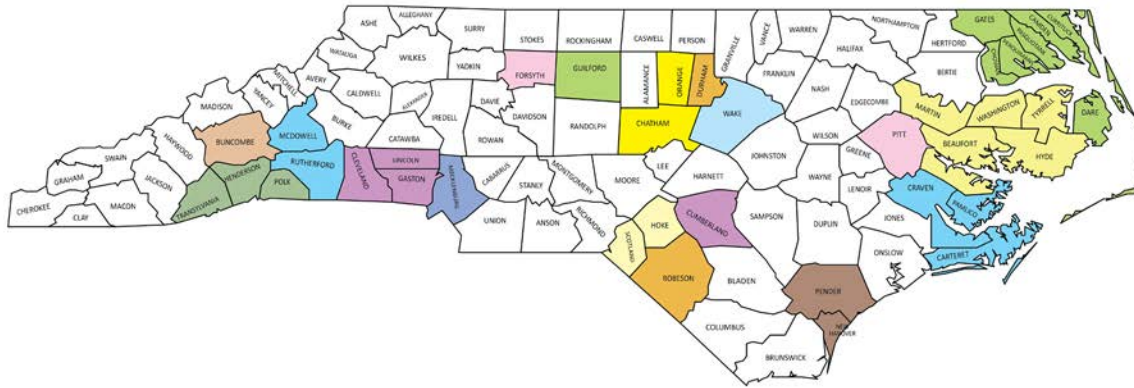 ASHE
ALLEGHANY
SURRY
STOKES
ROCKINGHAM
CASWELL
PERSON
GRANVILLE
VANCE
WARREN
NORTHAMPTON
GATES
CAMDEN
CURRITUCK
PASQUOTANK
PERQUIMANS
CHOWAN
HERTFORD
HALIFAX
BERTIE
WATAUGA
WILKES
YADKIN
FORSYTH
GUILFORD
ALAMANCE
ORANGE
DURHAM
FRANKLIN
NASH
EDGECOMBE
MARTIN
WASHINGTON
TYRRELL
DARE
MITCHELL
AVERY
CALDWELL
ALEXANDER
DAVIE
DAVIDSON
IREDELL
MADISON
YANCEY
BURKE
CATAWBA
ROWAN
RANDOLPH
CHATHAM
WAKE
WILSON
PITT
BEAUFORT
HYDE
HAYWOOD
BUNCOMBE
MCDOWELL
RUTHERFORD
CLEVELAND
LINCOLN
GASTON
MECKLENBURG
CABARRUS
STANLY
MONTGOMERY
MOORE
LEE
HARNETT
JOHNSTON
WAYNE
GREENE
LENOIR
CRAVEN
PAMLICO
JONES
CARTERET
SWAIN
GRAHAM
JACKSON
CHEROKEE
CLAY
MACON
TRANSYLVANIA
HENDERSON
POLK
UNION
ANSON
RICHMOND
SCOTLAND
HOKE
CUMBERLAND
SAMPSON
DUPLIN
ONSLOW
ROBESON
BLADEN
PENDER
NEW
HANOVER
COLUMBUS
BRUNSWICK